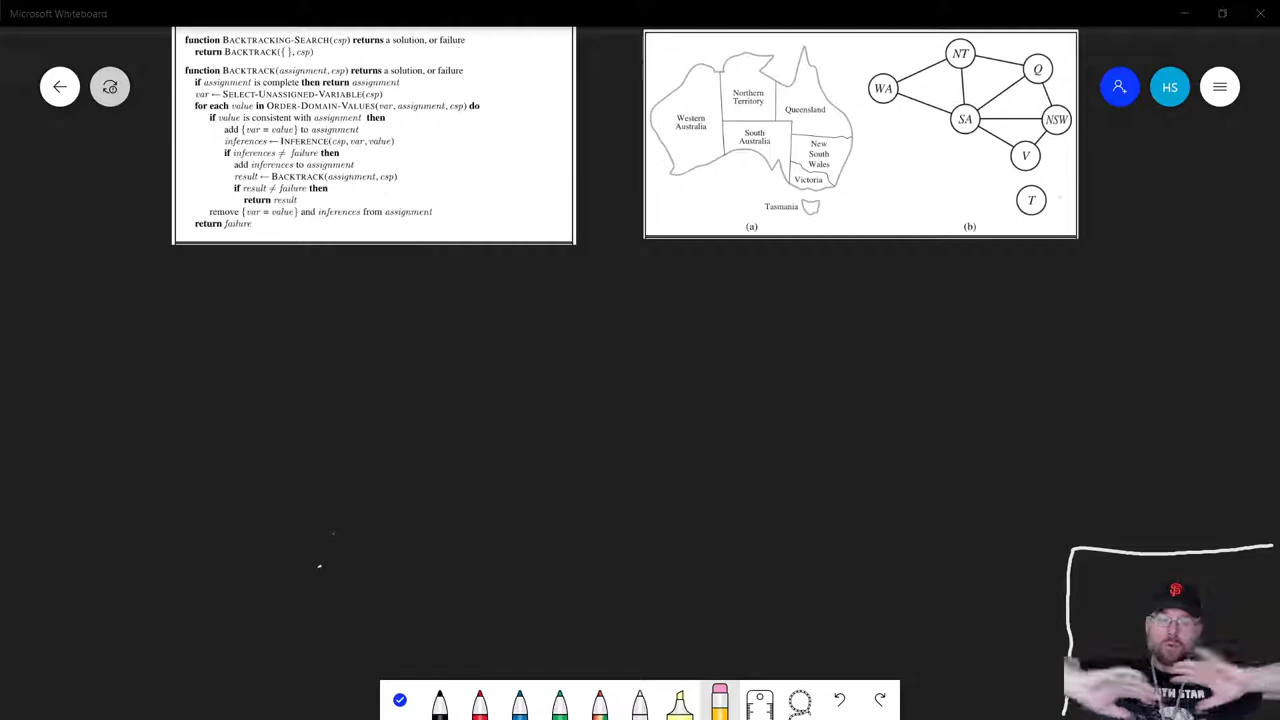 Microsoft Whiteboard
function BACKTRACKING-SEARCH(csp) returns a solution, or failure
return BACKTRACK({ }, csp)
function BACKTRACK(assignment, csp) returns a solution, or failure
if assignment is complete then return assignment
var ← SELECT-UNASSIGNED-VARIABLE(csp)
for each value in ORDER-DOMAIN-VALUES(var, assignment, csp) do
if value is consistent with assignment then
add {var = value} to assignment
inferences ← INFERENCE(csp, var, value)
if inferences ≠ failure then
add inferences to assignment
result ← BACKTRACK(assignment, csp)
if result ≠ failure then
return result
remove {var = value} and inferences from assignment
return failure
Western
Australia
Northern
Territory
South
Australia
Queensland
New
South
Wales
Victoria
Tasmania
(a)
NT
Q
WA
SA
NSW
V
T
(b)
HS
TH STAR